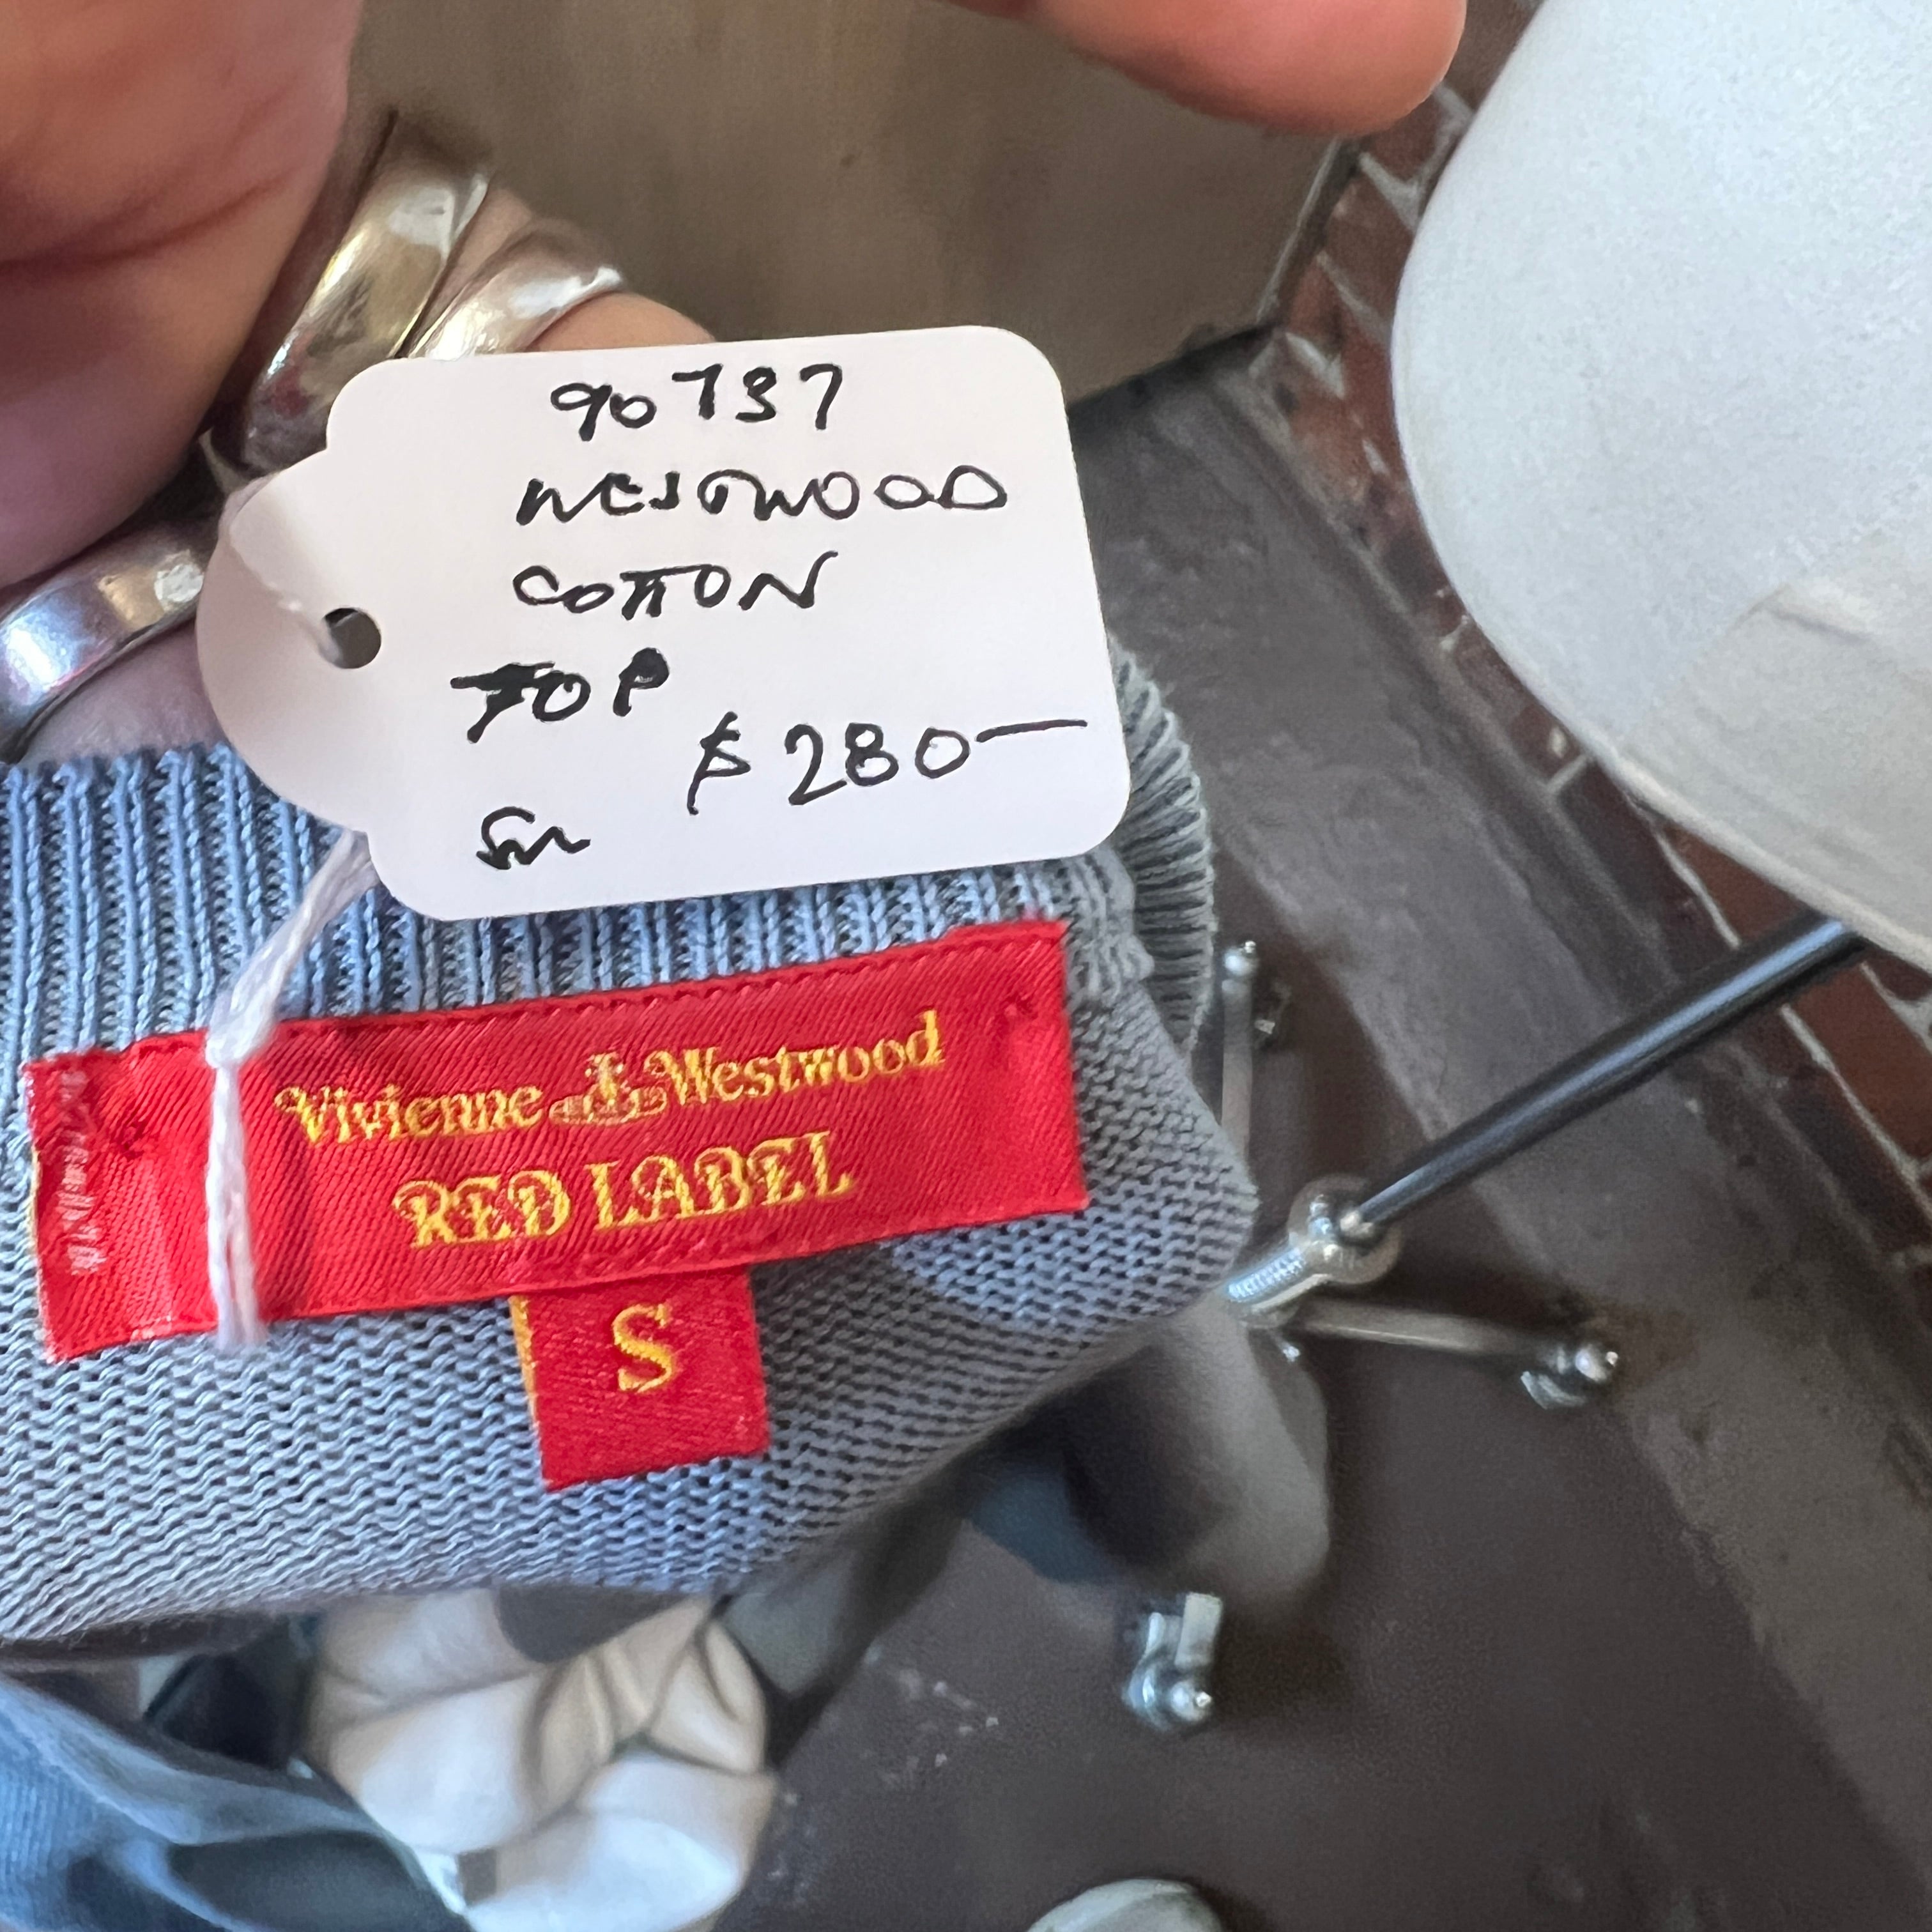 90737
WESTWOOD
COTTON
TOP
$280—
Sm
Vivienne Westwood
RED LABEL
S